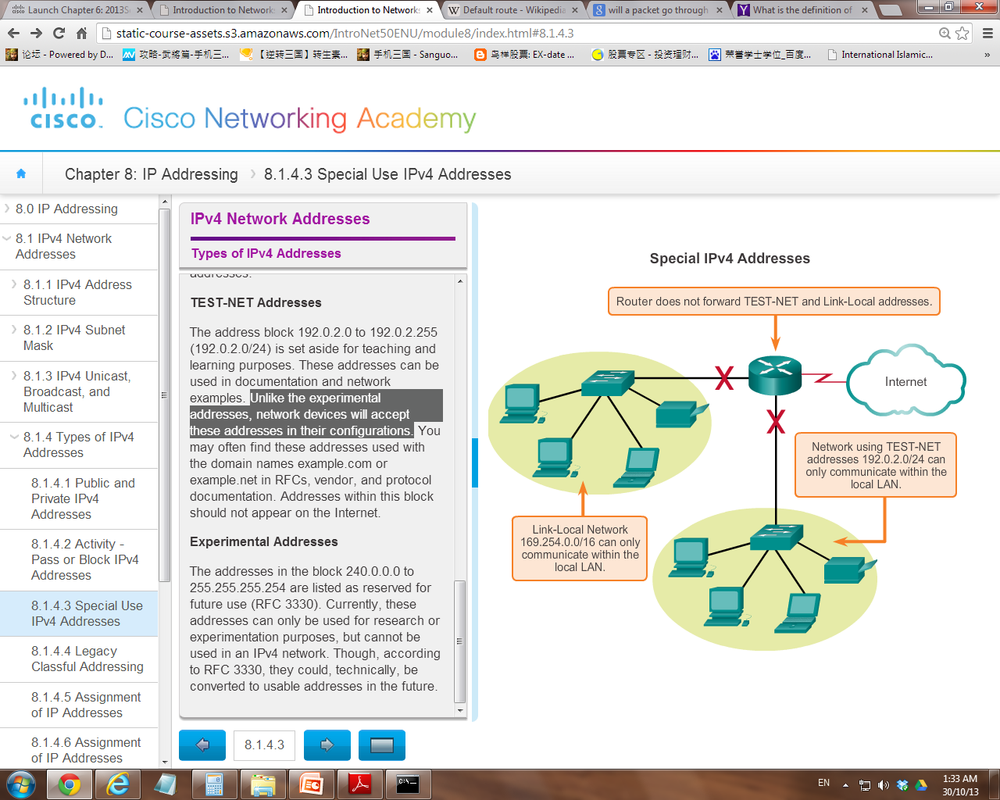 Launch Chapter 6: 2013S
Introduction to Network
Introduction to Network
Default route - Wikipedia
will a packet go through
What is the definition of
static-course-assets.s3.amazonaws.com/IntroNet50ENU/module8/index.html#8.1.4.3
论坛 - Powered by D...
攻略-武将篇-手机三...
【逆转三国】转生素...
手机三国 - Sanguo...
鸟样股票: EX-date ...
股票专区 - 投资理财...
荣誉学士学位_百度...
International Islamic...
»
CISCO
Cisco Networking Academy
Chapter 8: IP Addressing
8.1.4.3 Special Use IPv4 Addresses
8.0 IP Addressing
8.1 IPv4 Network
Addresses
8.1.1 IPv4 Address
Structure
8.1.2 IPv4 Subnet
Mask
8.1.3 IPv4 Unicast,
Broadcast, and
Multicast
8.1.4 Types of IPv4
Addresses
8.1.4.1 Public and
Private IPv4
Addresses
8.1.4.2 Activity -
Pass or Block IPv4
Addresses
8.1.4.3 Special Use
IPv4 Addresses
8.1.4.4 Legacy
Classful Addressing
8.1.4.5 Assignment
of IP Addresses
8.1.4.6 Assignment
of IP Addresses
IPv4 Network Addresses
Types of IPv4 Addresses
addresses.
TEST-NET Addresses
The address block 192.0.2.0 to 192.0.2.255
(192.0.2.0/24) is set aside for teaching and
learning purposes. These addresses can be
used in documentation and network
examples. Unlike the experimental
addresses, network devices will accept
these addresses in their configurations. You
may often find these addresses used with
the domain names example.com or
example.net in RFCs, vendor, and protocol
documentation. Addresses within this block
should not appear on the Internet.
Experimental Addresses
The addresses in the block 240.0.0.0 to
255.255.255.254 are listed as reserved for
future use (RFC 3330). Currently, these
addresses can only be used for research or
experimentation purposes, but cannot be
used in an IPv4 network. Though, according
to RFC 3330, they could, technically, be
converted to usable addresses in the future.
8.1.4.3
Special IPv4 Addresses
Router does not forward TEST-NET and Link-Local addresses.
Internet
Network using TEST-NET
addresses 192.0.2.0/24 can
only communicate within the
local LAN.
Link-Local Network
169.254.0.0/16 can only
communicate within the
local LAN.
EN
1:33 AM
30/10/13